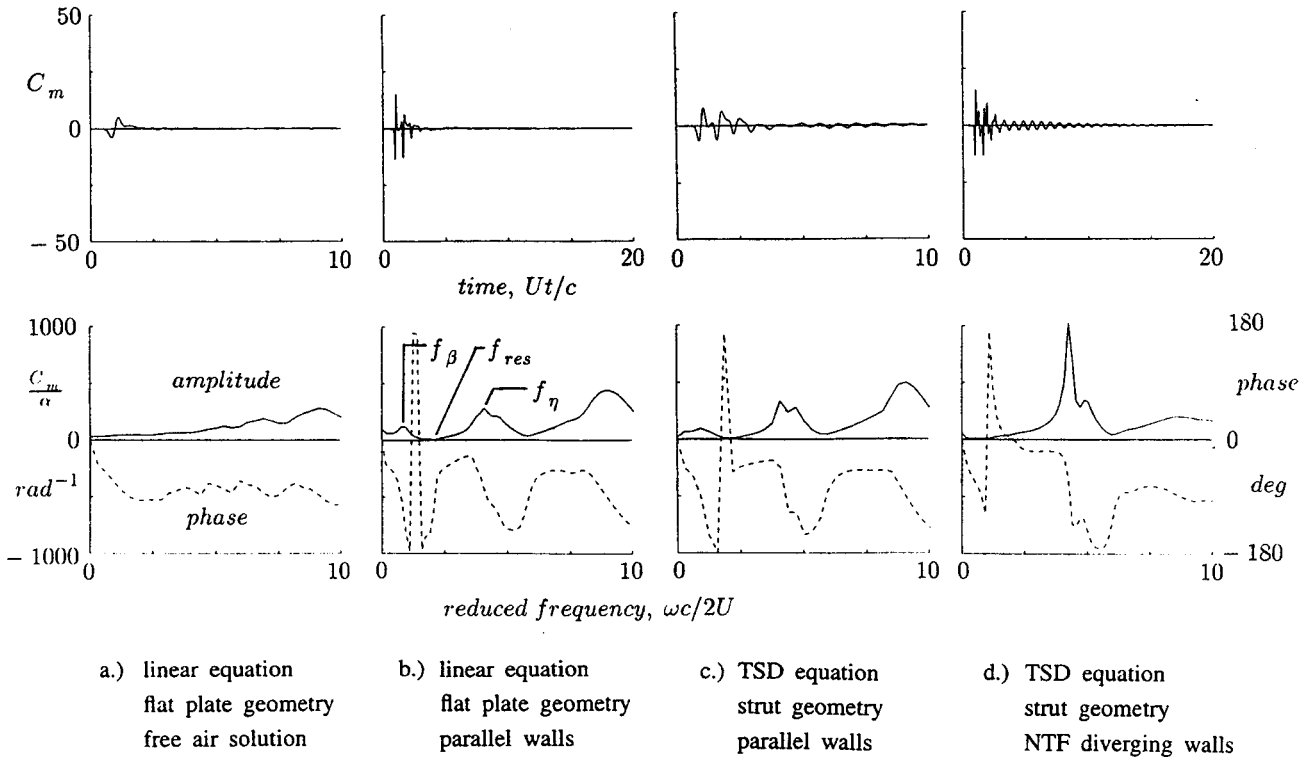 50
C_m
0
− 50
0 10 0 20 0 10 0 20
time, Ut/c
1000
C_m/α
0
rad⁻¹
− 1000
amplitude
phase
f_β
f_res
f_η
180
phase
0
deg
− 180
0 10 0 10 0 10 0 10
reduced frequency, ωc/2U
a.) linear equation
flat plate geometry
free air solution
b.) linear equation
flat plate geometry
parallel walls
c.) TSD equation
strut geometry
parallel walls
d.) TSD equation
strut geometry
NTF diverging walls